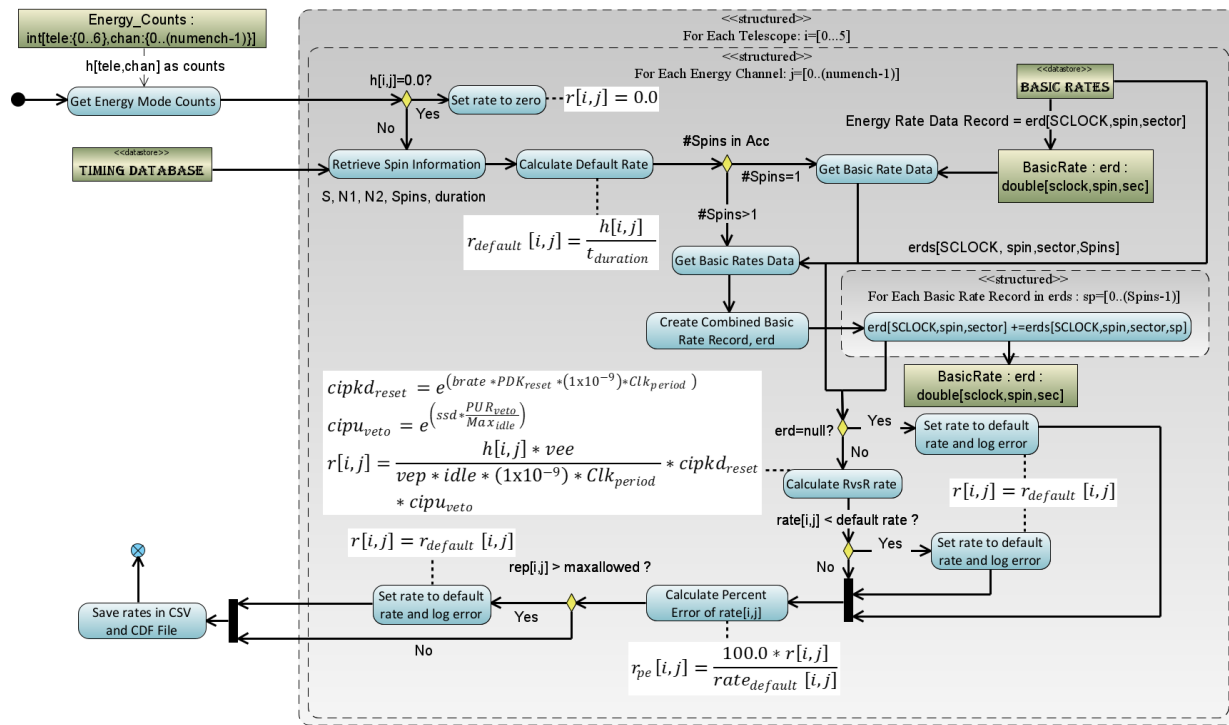 Energy_Counts :
int[tele:{0..6},chan:{0..(numench-1)}]
h[tele,chan] as counts
Get Energy Mode Counts
<<structured>>
For Each Telescope: i=[0...5]
<<structured>>
For Each Energy Channel: j=[0..(numench-1)]
h[i,j]=0.0?
Yes
Set rate to zero
r[i,j] = 0.0
No
<<datastore>>
BASIC RATES
Energy Rate Data Record = erd[SCLOCK,spin,sector]
<<datastore>>
TIMING DATABASE
Retrieve Spin Information
S, N1, N2, Spins, duration
Calculate Default Rate
#Spins in Acc
#Spins=1
Get Basic Rate Data
BasicRate : erd :
double[sclock,spin,sec]
#Spins>1
r_default [i,j] = h[i,j] / t_duration
Get Basic Rates Data
erds[SCLOCK, spin,sector,Spins]
<<structured>>
For Each Basic Rate Record in erds : sp=[0..(Spins-1)]
Create Combined Basic
Rate Record, erd
erd[SCLOCK,spin,sector] +=erds[SCLOCK,spin,sector,sp]
BasicRate : erd :
double[sclock,spin,sec]
cipkd_reset = e^(brate *PDK_reset *(1x10^-9)*Clk_period )
cipu_veto = e^(ssd*PUR_veto / Max_idle)
r[i,j] = h[i,j] * vee / vep * idle * (1x10^-9) * Clk_period * cipkd_reset
* cipu_veto
erd=null?
Yes
Set rate to default
rate and log error
No
Calculate RvsR rate
r[i,j] = r_default [i,j]
rate[i,j] < default rate ?
Yes
Set rate to default
rate and log error
No
r[i,j] = r_default [i,j]
rep[i,j] > maxallowed ?
Calculate Percent
Error of rate[i,j]
Set rate to default
rate and log error
Yes
No
Save rates in CSV
and CDF File
r_pe [i,j] = 100.0 * r[i,j] / rate_default [i,j]